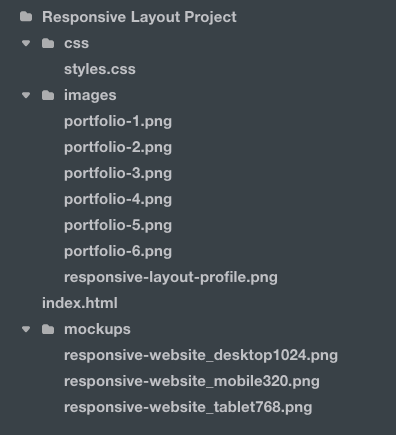 Responsive Layout Project
css
styles.css
images
portfolio-1.png
portfolio-2.png
portfolio-3.png
portfolio-4.png
portfolio-5.png
portfolio-6.png
responsive-layout-profile.png
index.html
mockups
responsive-website_desktop1024.png
responsive-website_mobile320.png
responsive-website_tablet768.png